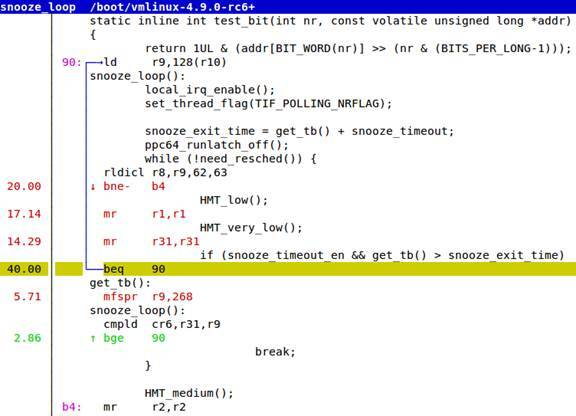 snooze_loop  /boot/vmlinux-4.9.0-rc6+
static inline int test_bit(int nr, const volatile unsigned long *addr)
{
        return 1UL & (addr[BIT_WORD(nr)] >> (nr & (BITS_PER_LONG-1)));
90: →ld     r9,128(r10)
snooze_loop():
        local_irq_enable();
        set_thread_flag(TIF_POLLING_NRFLAG);

        snooze_exit_time = get_tb() + snooze_timeout;
        ppc64_runlatch_off();
        while (!need_resched()) {
  rldicl r8,r9,62,63
20.00 ↓ bne-   b4
                HMT_low();
17.14   mr     r1,r1
                HMT_very_low();
14.29   mr     r31,r31
                if (snooze_timeout_en && get_tb() > snooze_exit_time)
40.00   beq    90
get_tb():
5.71   mfspr  r9,268
snooze_loop():
  cmpld  cr6,r31,r9
2.86 ↑ bge    90
                        break;
        }

        HMT_medium();
b4:  mr     r2,r2